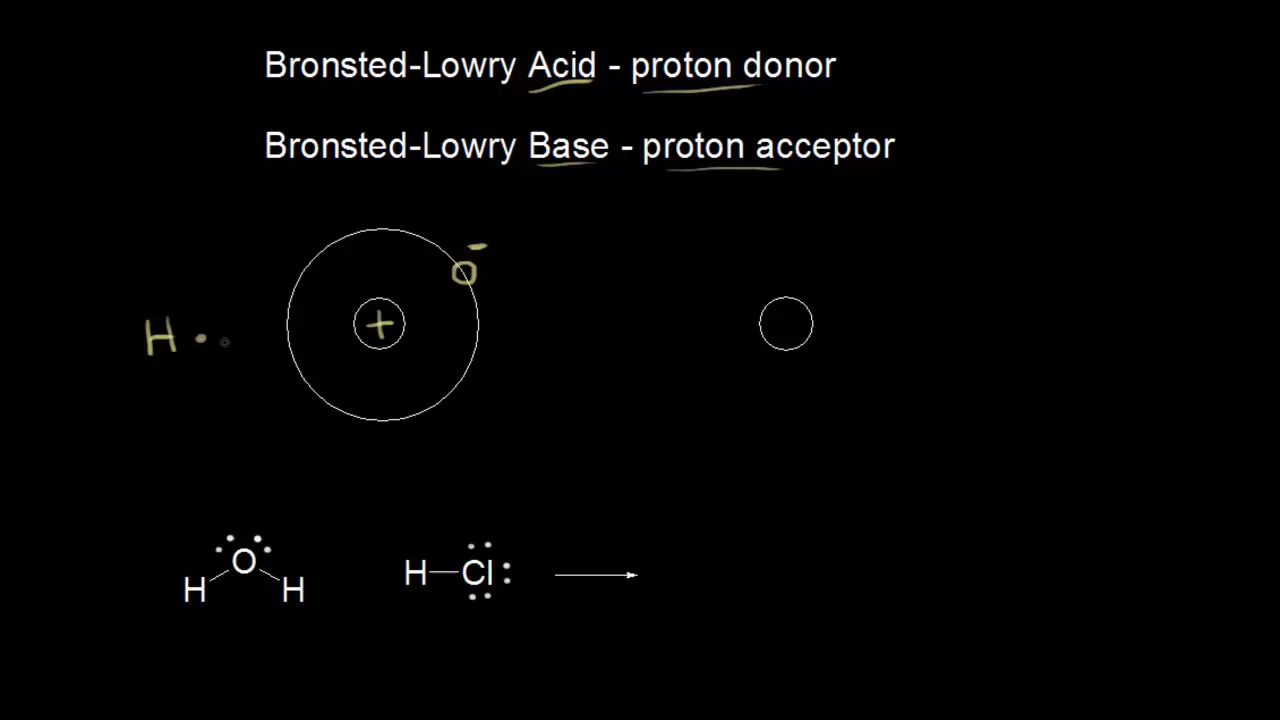 Bronsted-Lowry Acid - proton donor
Bronsted-Lowry Base - proton acceptor
-
+
H •
O
H H
H—Cl